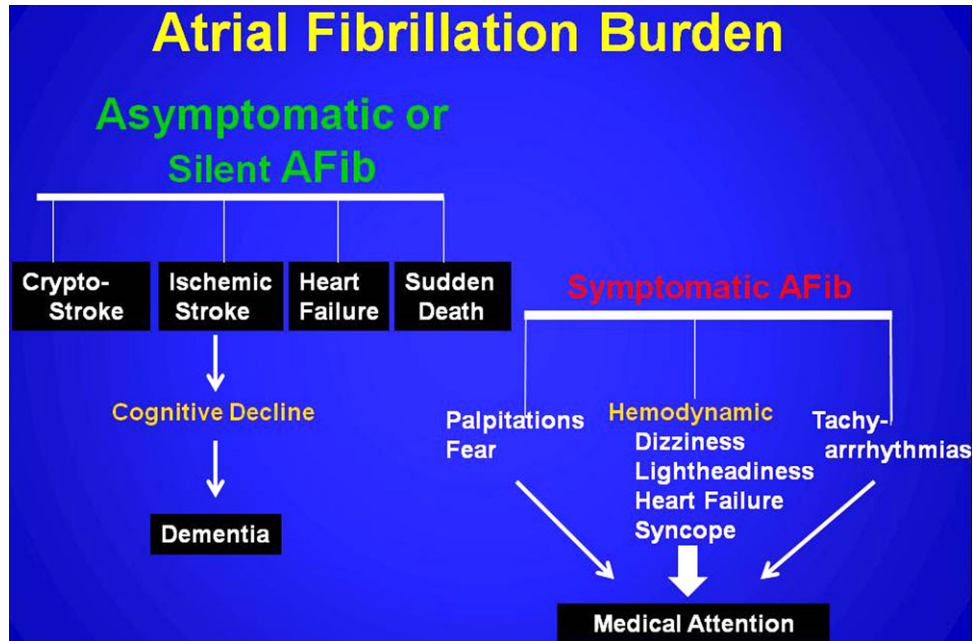 Atrial Fibrillation Burden
Asymptomatic or
Silent AFib
Crypto-
Stroke
Ischemic
Stroke
Heart
Failure
Sudden
Death
Cognitive Decline
Dementia
Symptomatic AFib
Palpitations
Fear
Hemodynamic
Dizziness
Lightheadiness
Heart Failure
Syncope
Tachy-
arrrhythmias
Medical Attention